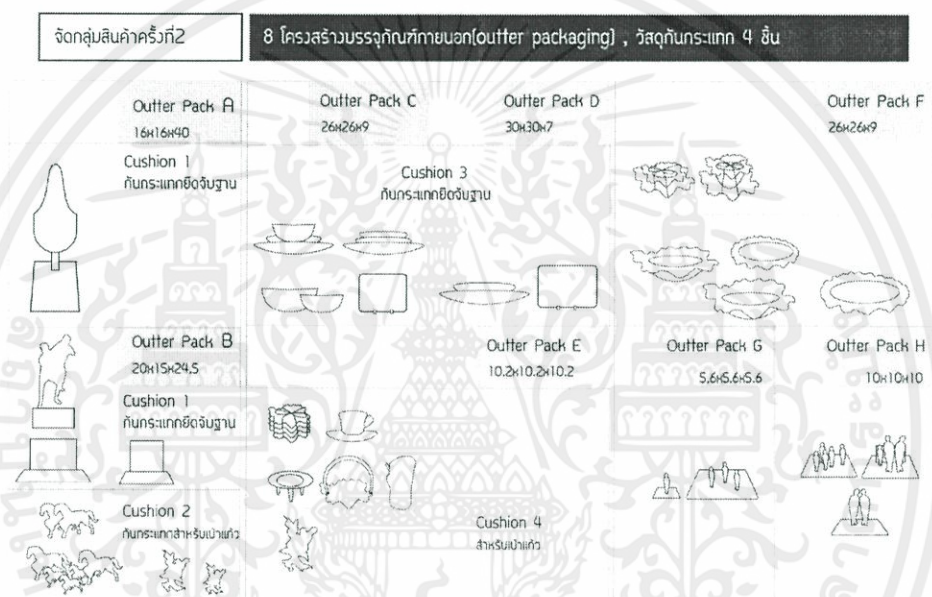 จัดกลุ่มสินค้าครั้งที่2
8 โครงสร้างบรรจุภัณฑ์ภายนอก(outter packaging) , วัสดุกันกระแทก 4 ชิ้น
Outter Pack A
16x16x40
Cushion 1
กันกระแทกยึดจับฐาน
Outter Pack C
26x26x9
Outter Pack D
30x30x7
Cushion 3
กันกระแทกยึดจับฐาน
Outter Pack F
26x26x9
Outter Pack B
20x15x24.5
Cushion 1
กันกระแทกยึดจับฐาน
Cushion 2
กันกระแทกสำหรับเป่าแก้ว
Outter Pack E
10.2x10.2x10.2
Cushion 4
สำหรับเป่าแก้ว
Outter Pack G
5.6x5.6x5.6
Outter Pack H
10x10x10